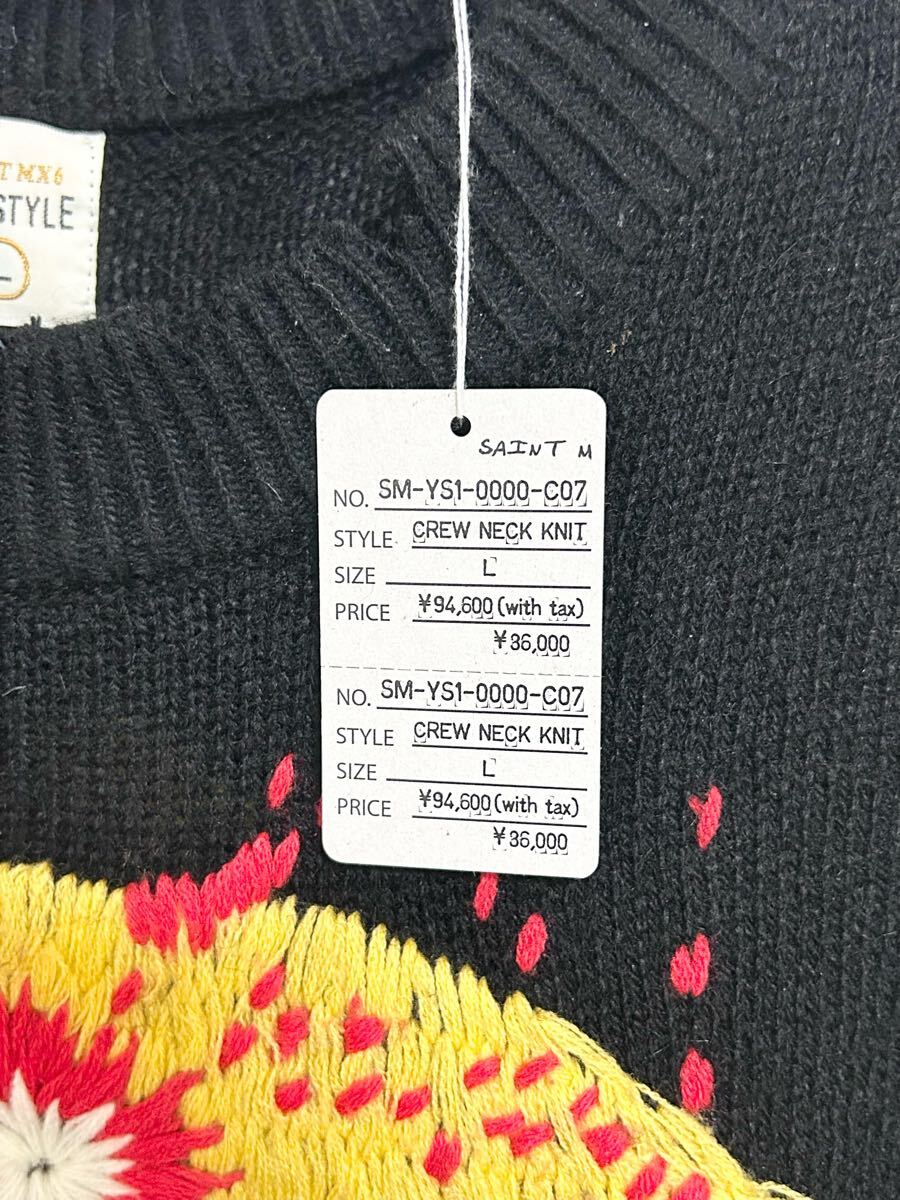 T MX6
STYLE
L
SAINT M
NO. SM-YS1-0000-C07
STYLE CREW NECK KNIT
SIZE L
PRICE ¥94,600(with tax)
¥36,000
NO. SM-YS1-0000-C07
STYLE CREW NECK KNIT
SIZE L
PRICE ¥94,600(with tax)
¥36,000